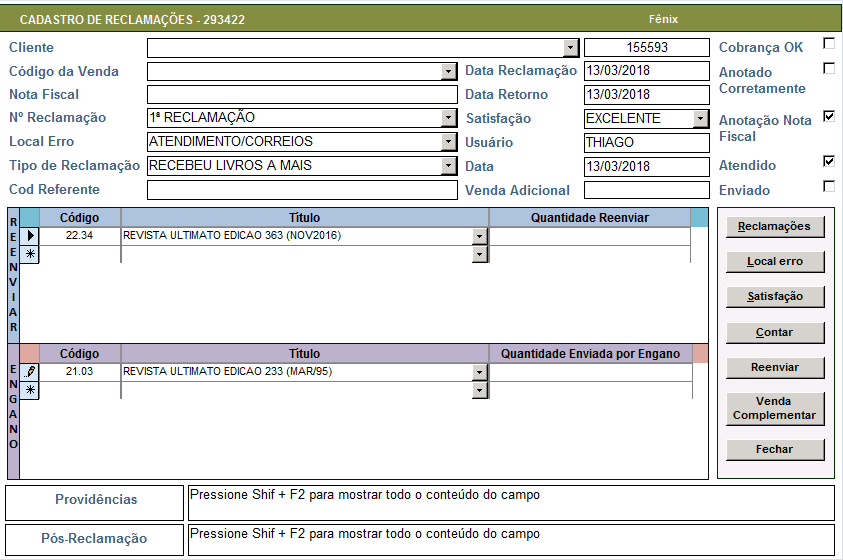 CADASTRO DE RECLAMAÇÕES - 293422 Fênix
Cliente 155593 Cobrança OK
Código da Venda Data Reclamação 13/03/2018 Anotado Corretamente
Nota Fiscal Data Retorno 13/03/2018
Nº Reclamação 1ª RECLAMAÇÃO Satisfação EXCELENTE Anotação Nota Fiscal
Local Erro ATENDIMENTO/CORREIOS Usuário THIAGO
Tipo de Reclamação RECEBEU LIVROS A MAIS Data 13/03/2018 Atendido
Cod Referente Venda Adicional Enviado
REENVIAR
Código Título Quantidade Reenviar
22.34 REVISTA ULTIMATO EDICAO 363 (NOV2016)
ENGANO
Código Título Quantidade Enviada por Engano
21.03 REVISTA ULTIMATO EDICAO 233 (MAR/95)
Reclamações
Local erro
Satisfação
Contar
Reenviar
Venda
Complementar
Fechar
Providências Pressione Shif + F2 para mostrar todo o conteúdo do campo
Pós-Reclamação Pressione Shif + F2 para mostrar todo o conteúdo do campo